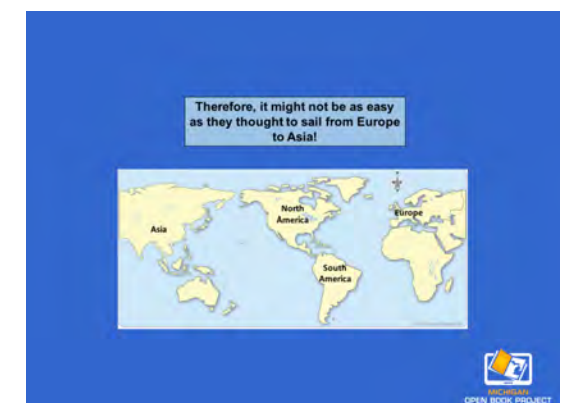 Therefore, it might not be as easy
as they thought to sail from Europe
to Asia!
North
America
Europe
Asia
South
America
MICHIGAN
OPEN BOOK PROJECT